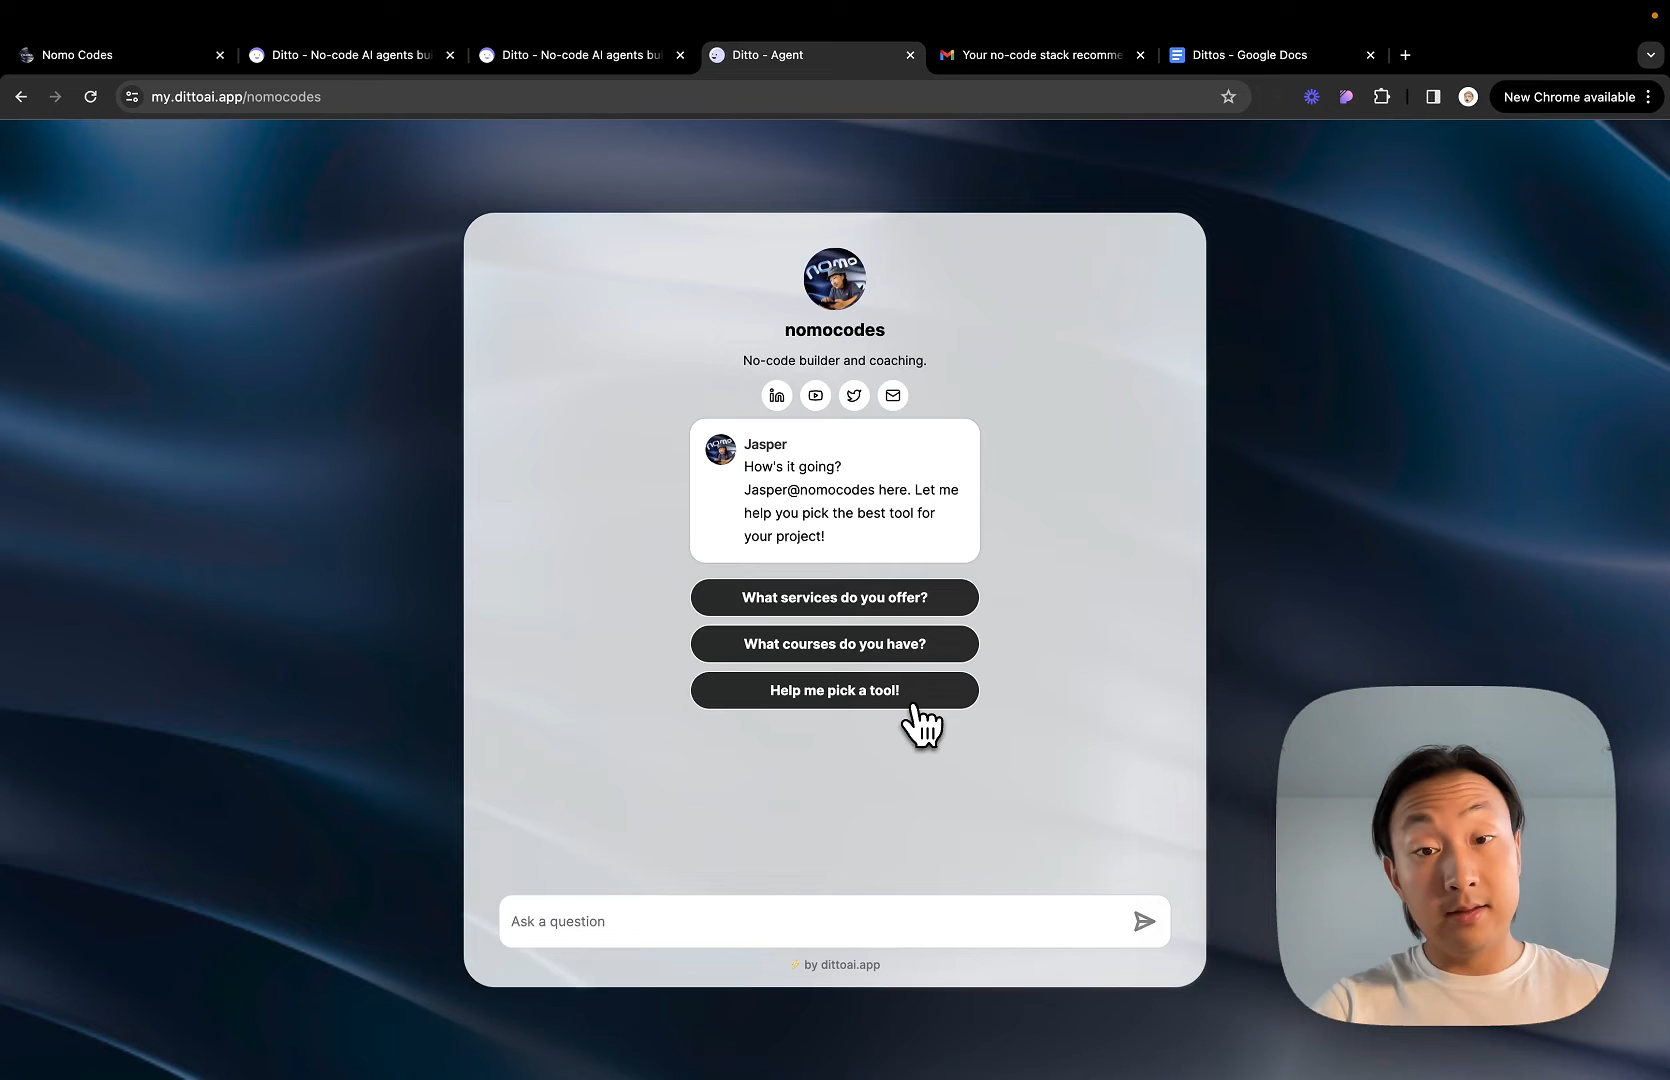 Nomo Codes
Ditto - No-code AI agents bui
Ditto - No-code AI agents bui
Ditto - Agent
Your no-code stack recomme
Dittos - Google Docs
my.dittoai.app/nomocodes
New Chrome available
nomo
nomocodes
No-code builder and coaching.
Jasper
How's it going?
Jasper@nomocodes here. Let me
help you pick the best tool for
your project!
What services do you offer?
What courses do you have?
Help me pick a tool!
Ask a question
by dittoai.app